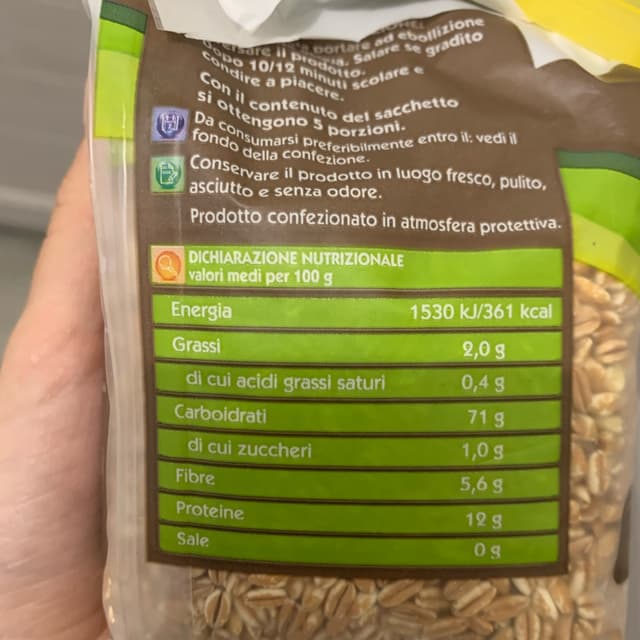 portare ad ebollizione
Salare se gradito
dopo 10/12 minuti scolare e
condire a piacere.
Con il contenuto del sacchetto
si ottengono 5 porzioni.
Da consumarsi preferibilmente entro il: vedi il
fondo della confezione.
Conservare il prodotto in luogo fresco, pulito,
asciutto e senza odore.
Prodotto confezionato in atmosfera protettiva.
DICHIARAZIONE NUTRIZIONALE
valori medi per 100 g
Energia 1530 kJ/361 kcal
Grassi 2,0 g
di cui acidi grassi saturi 0,4 g
Carboidrati 71 g
di cui zuccheri 1,0 g
Fibre 5,6 g
Proteine 12 g
Sale 0 g